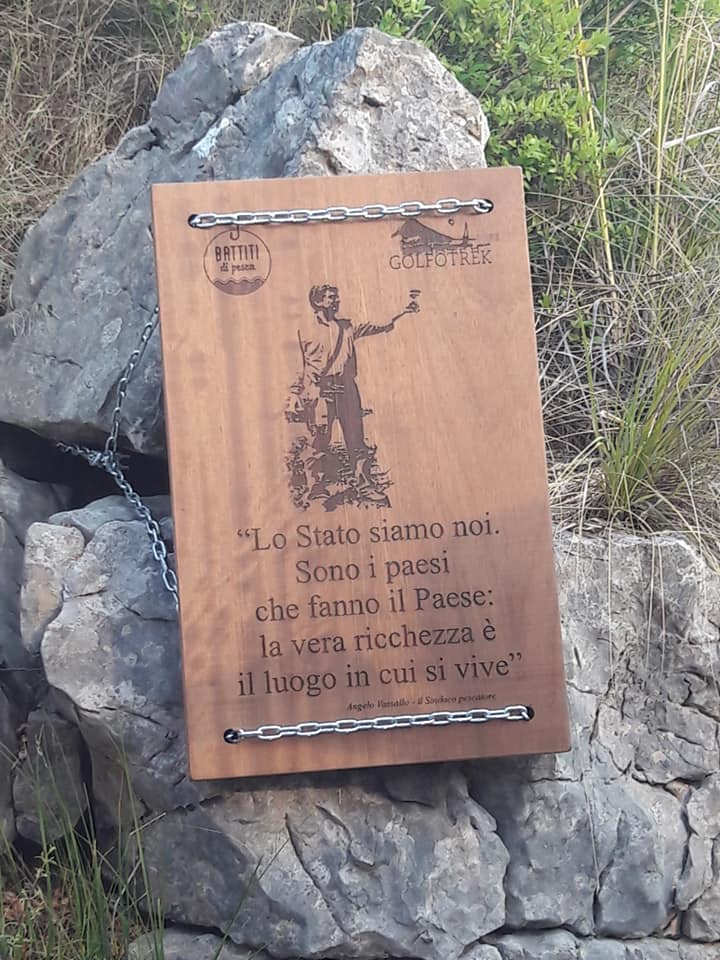 BATTITI
di pesca
GOLFOTREK
“Lo Stato siamo noi.
Sono i paesi
che fanno il Paese:
la vera ricchezza è
il luogo in cui si vive”
Angelo Vassallo - il Sindaco pescatore